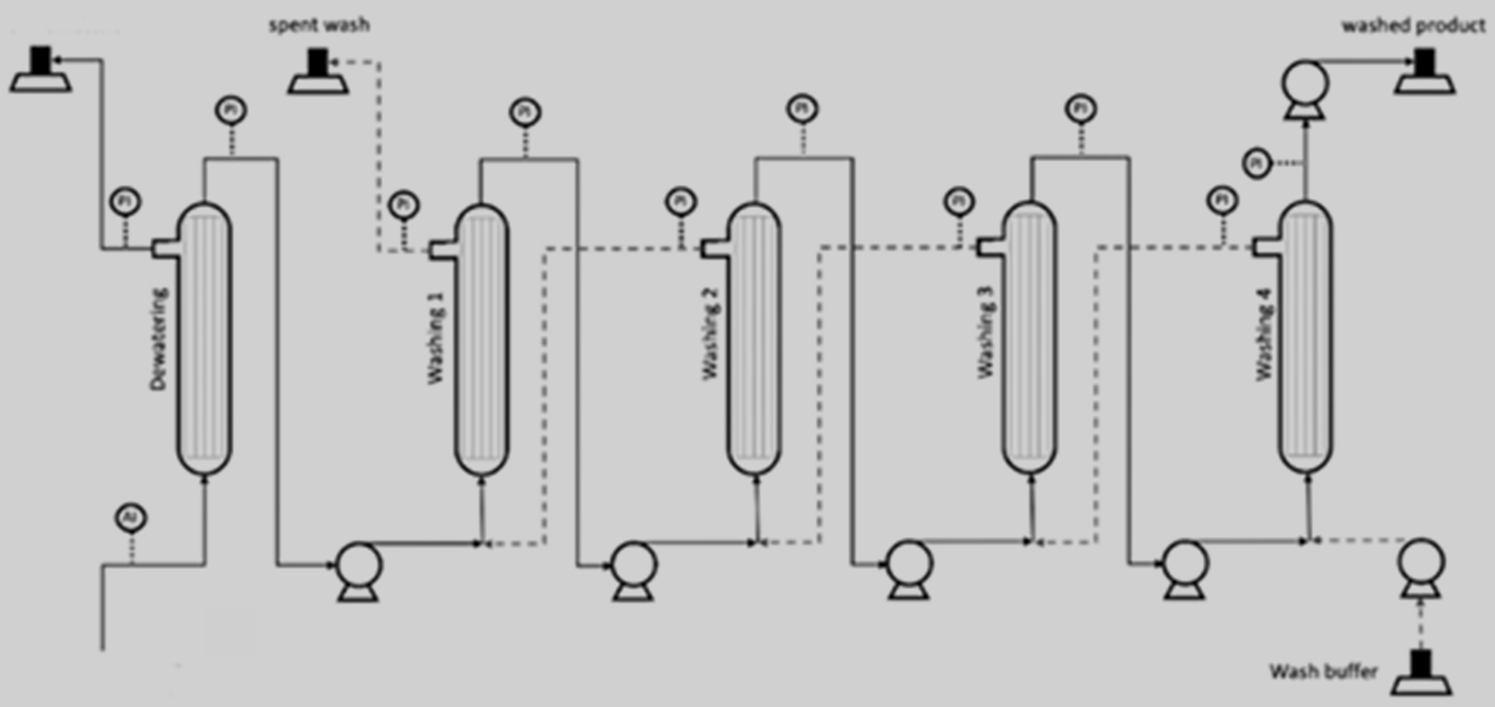 spent wash
washed product
PI
PI
PI
PI
PI
PI
PI
PI
PI
PI
Dewatering
Washing 1
Washing 2
Washing 3
Washing 4
AI
Wash buffer